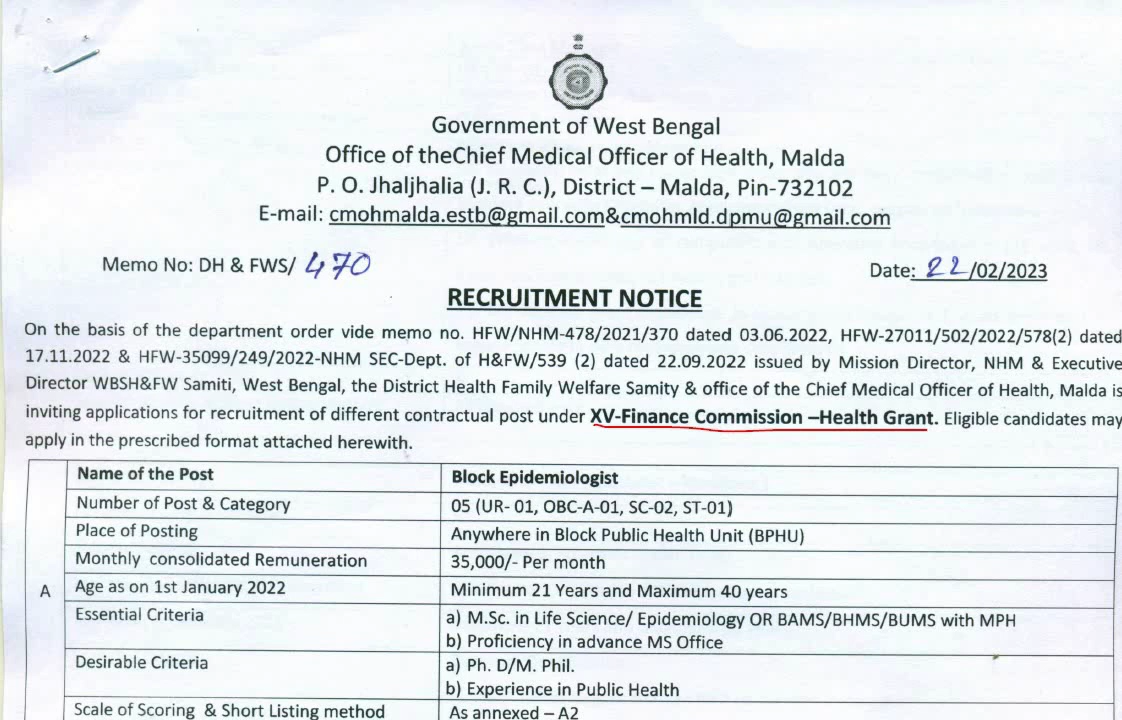 Government of West Bengal
Office of theChief Medical Officer of Health, Malda
P. O. Jhaljhalia (J. R. C.), District – Malda, Pin-732102
E-mail: cmohmalda.estb@gmail.com&cmohmld.dpmu@gmail.com
Memo No: DH & FWS/ 470 Date: 22/02/2023
RECRUITMENT NOTICE
On the basis of the department order vide memo no. HFW/NHM-478/2021/370 dated 03.06.2022, HFW-27011/502/2022/578(2) dated
17.11.2022 & HFW-35099/249/2022-NHM SEC-Dept. of H&FW/539 (2) dated 22.09.2022 issued by Mission Director, NHM & Executive
Director WBSH&FW Samiti, West Bengal, the District Health Family Welfare Samity & office of the Chief Medical Officer of Health, Malda is
inviting applications for recruitment of different contractual post under XV-Finance Commission –Health Grant. Eligible candidates may
apply in the prescribed format attached herewith.
A
Name of the Post Block Epidemiologist
Number of Post & Category 05 (UR- 01, OBC-A-01, SC-02, ST-01)
Place of Posting Anywhere in Block Public Health Unit (BPHU)
Monthly consolidated Remuneration 35,000/- Per month
Age as on 1st January 2022 Minimum 21 Years and Maximum 40 years
Essential Criteria a) M.Sc. in Life Science/ Epidemiology OR BAMS/BHMS/BUMS with MPH
b) Proficiency in advance MS Office
Desirable Criteria a) Ph. D/M. Phil.
b) Experience in Public Health
Scale of Scoring & Short Listing method As annexed – A2